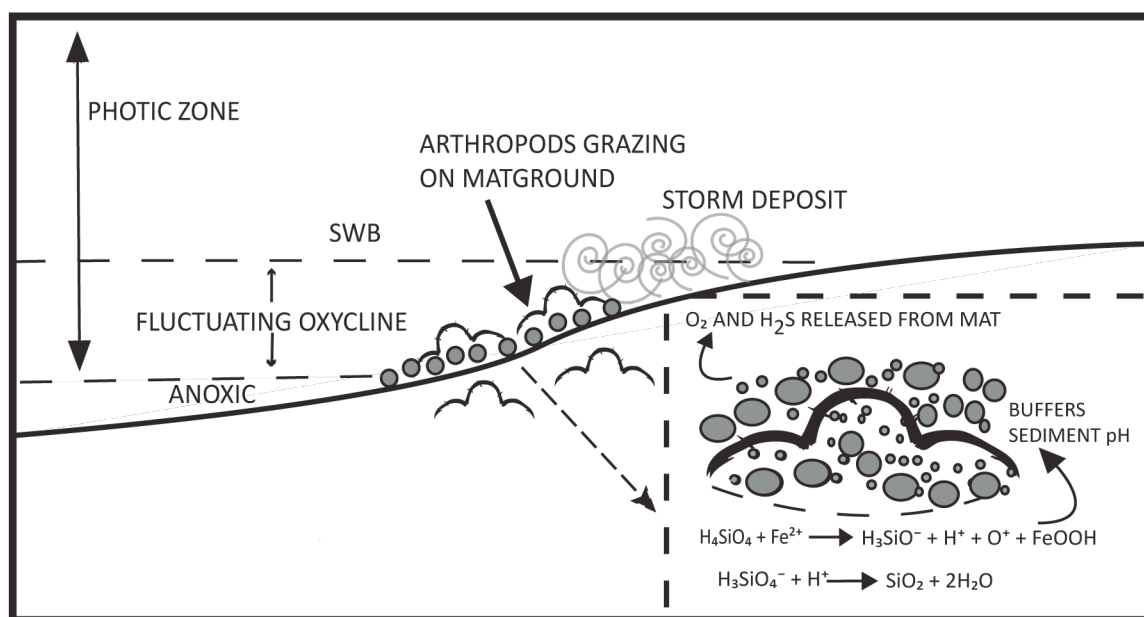 PHOTIC ZONE
ARTHROPODS GRAZING
ON MATGROUND
STORM DEPOSIT
SWB
FLUCTUATING OXYCLINE
O₂ AND H₂S RELEASED FROM MAT
ANOXIC
BUFFERS
SEDIMENT pH
H₄SiO₄ + Fe²⁺ → H₃SiO⁻ + H⁺ + O⁺ + FeOOH
H₃SiO₄⁻ + H⁺ → SiO₂ + 2H₂O